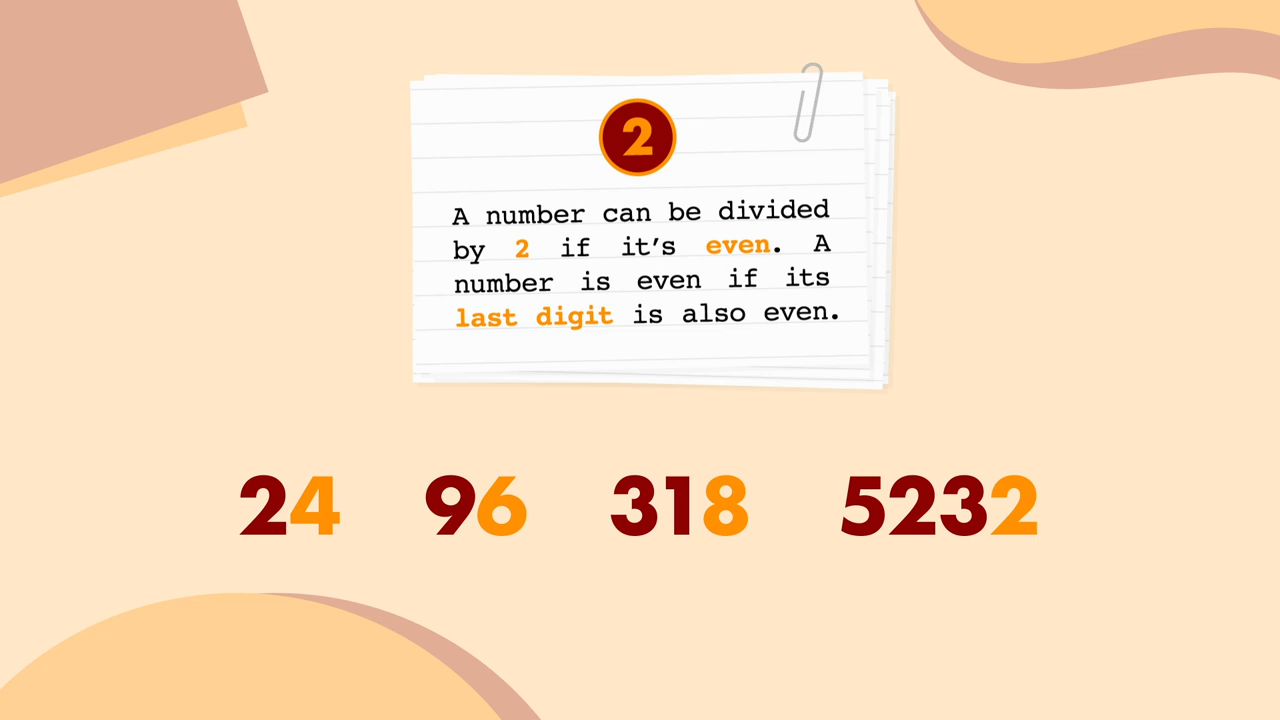 2
A number can be divided
by 2 if it’s even. A
number is even if its
last digit is also even.
24 96 318 5232